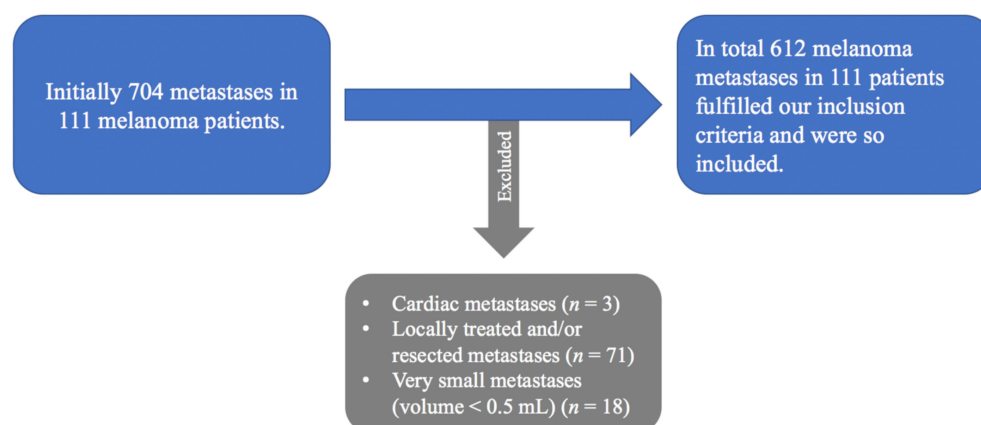 Initially 704 metastases in
111 melanoma patients.
In total 612 melanoma
metastases in 111 patients
fulfilled our inclusion
criteria and were so
included.
Excluded
• Cardiac metastases (n = 3)
• Locally treated and/or
resected metastases (n = 71)
• Very small metastases
(volume < 0.5 mL) (n = 18)